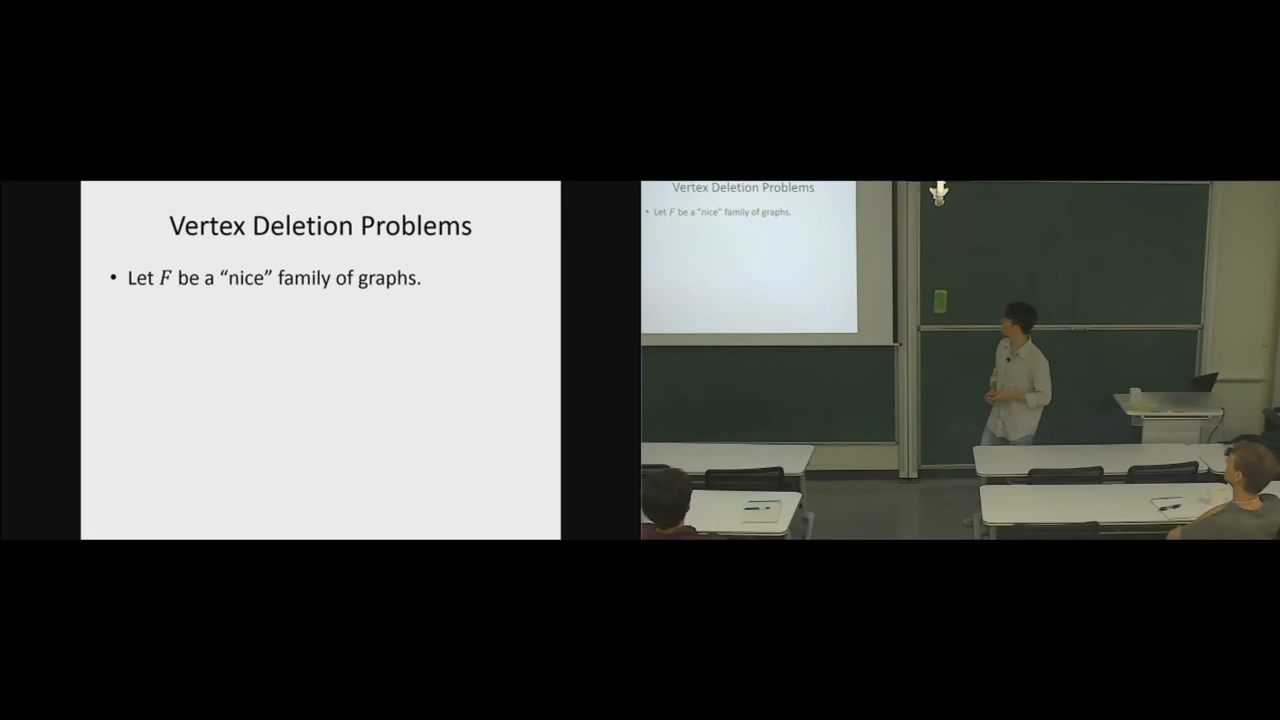 Vertex Deletion Problems
• Let F be a “nice” family of graphs.
Vertex Deletion Problems
• Let F be a “nice” family of graphs.